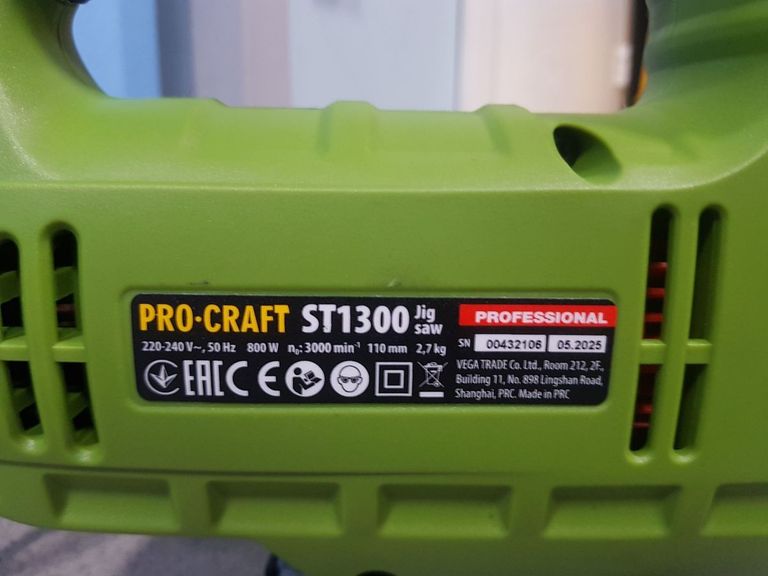 PRO·CRAFT ST1300 Jig saw
PROFESSIONAL
220-240 V~, 50 Hz 800 W n₀: 3000 min⁻¹ 110 mm 2,7 kg
SN 00432106 05.2025
EAC CE
VEGA TRADE Co. Ltd., Room 212, 2F.,
Building 11, No. 898 Lingshan Road,
Shanghai, PRC. Made in PRC